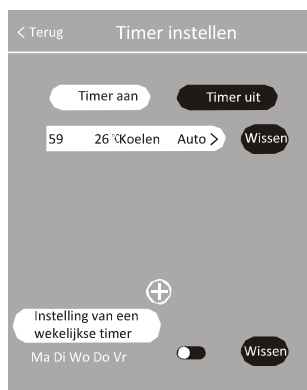 < Terug Timer instellen
Timer aan Timer uit
59 26 ℃Koelen Auto > Wissen
Instelling van een
wekelijkse timer
Ma Di Wo Do Vr Wissen